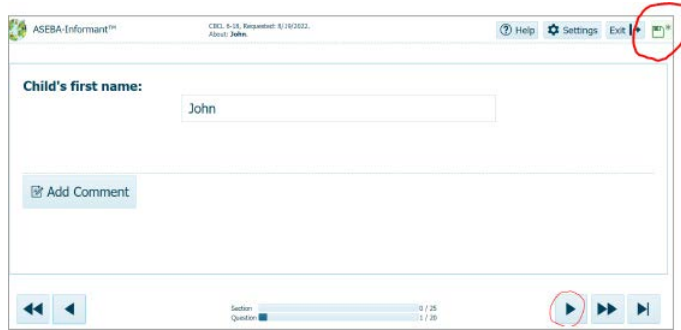 ASEBA-Informant™
CBCL 6-18, Requested: 8/19/2022.
About: John.
Help
Settings
Exit
Child's first name:
John
Add Comment
Section
0 / 25
Question
1 / 20